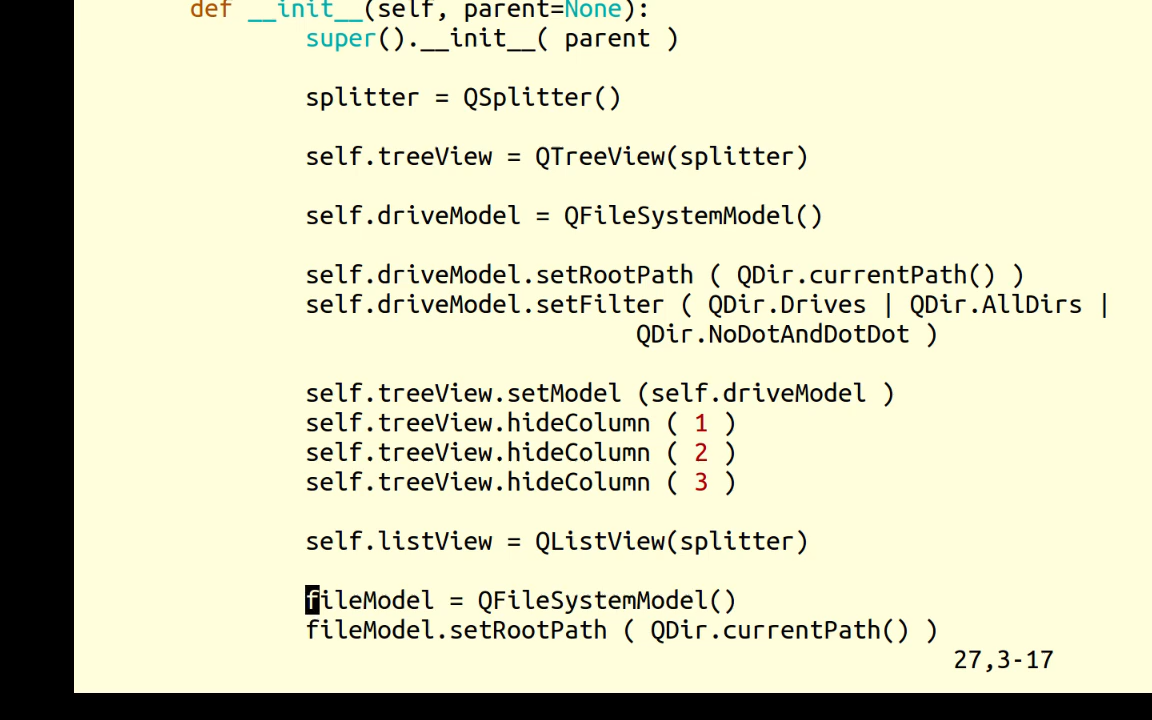 def __init__(self, parent=None):
super().__init__( parent )
splitter = QSplitter()
self.treeView = QTreeView(splitter)
self.driveModel = QFileSystemModel()
self.driveModel.setRootPath ( QDir.currentPath() )
self.driveModel.setFilter ( QDir.Drives | QDir.AllDirs |
QDir.NoDotAndDotDot )
self.treeView.setModel (self.driveModel )
self.treeView.hideColumn ( 1 )
self.treeView.hideColumn ( 2 )
self.treeView.hideColumn ( 3 )
self.listView = QListView(splitter)
fileModel = QFileSystemModel()
fileModel.setRootPath ( QDir.currentPath() )
27,3-17